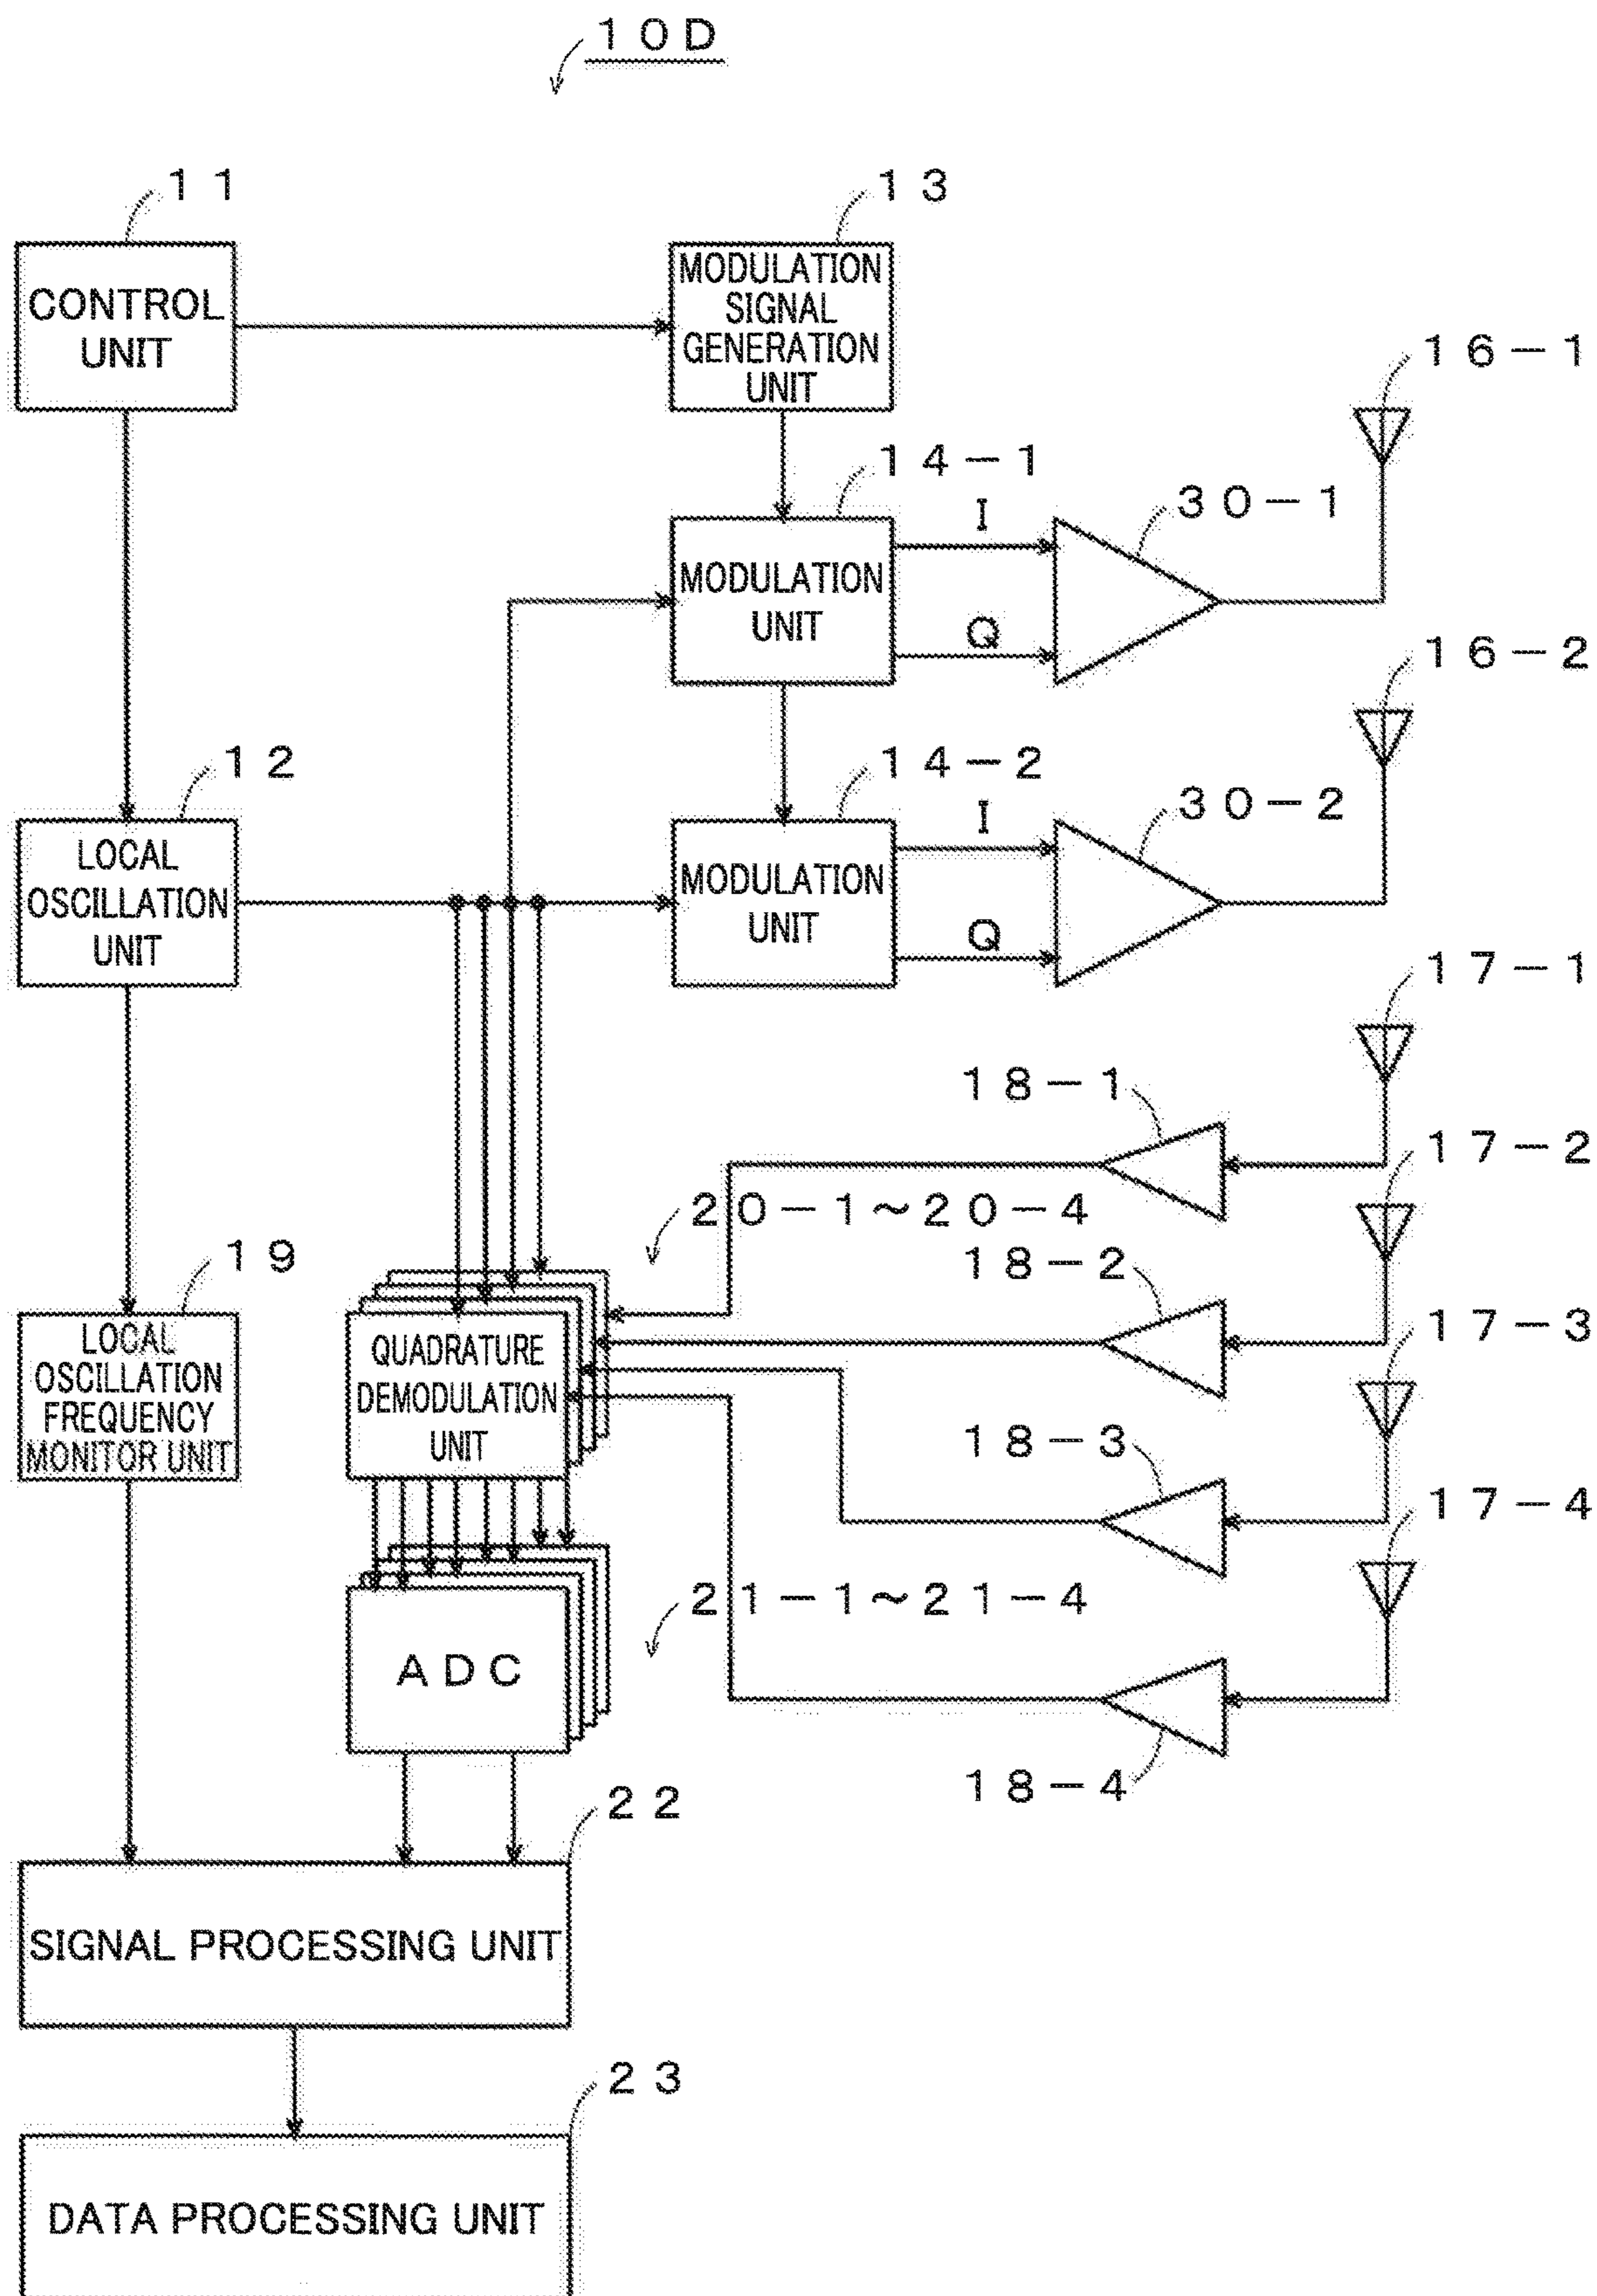 10D
11
13
CONTROL
UNIT
MODULATION
SIGNAL
GENERATION
UNIT
16-1
14-1
I
30-1
MODULATION
UNIT
Q
16-2
12
14-2
I
30-2
LOCAL
OSCILLATION
UNIT
MODULATION
UNIT
Q
17-1
18-1
17-2
20-1~20-4
19
18-2
17-3
LOCAL
OSCILLATION
FREQUENCY
MONITOR UNIT
QUADRATURE
DEMODULATION
UNIT
18-3
17-4
21-1~21-4
ADC
18-4
22
SIGNAL PROCESSING UNIT
23
DATA PROCESSING UNIT